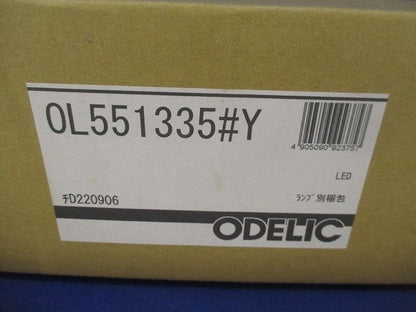 OL551335#Y
4 905090 923757
LED
ﾁD220906
ﾗﾝﾌﾟ別梱包
ODELIC